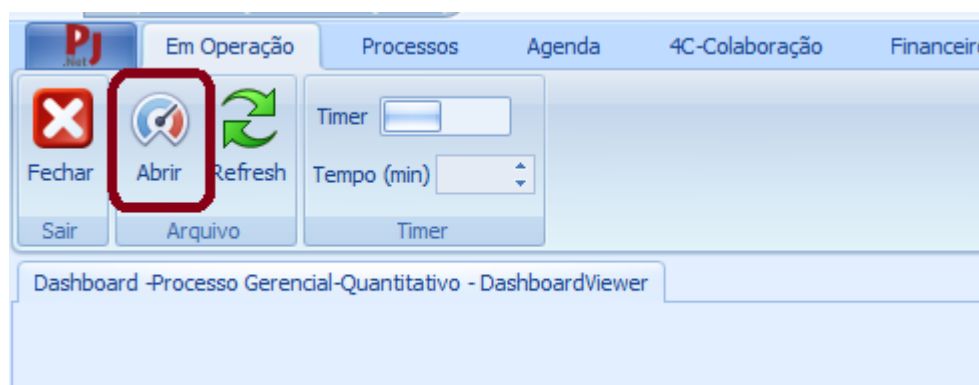 PJ
.Net
Em Operação Processos Agenda 4C-Colaboração
Fechar Abrir Refresh
Timer
Tempo (min)
Sair Arquivo Timer
Dashboard -Processo Gerencial-Quantitativo - DashboardViewer